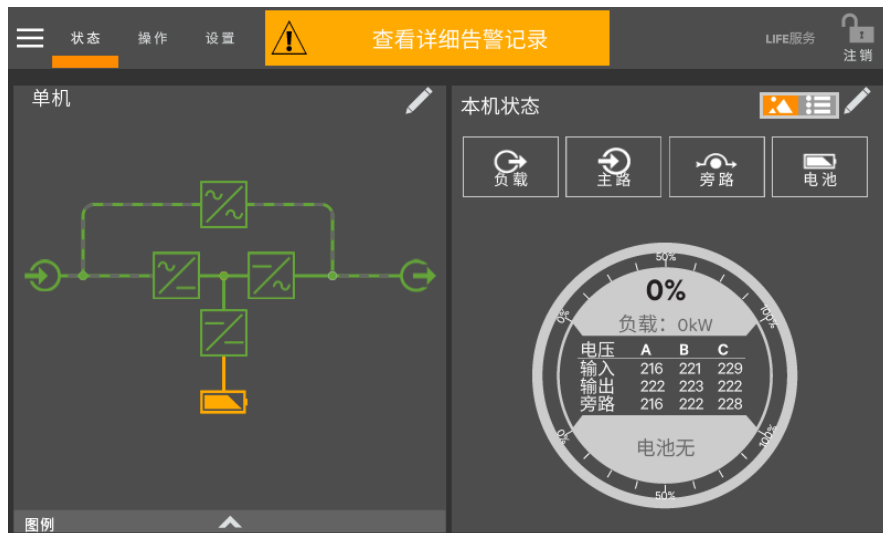 状态 操作 设置 查看详细告警记录 LIFE服务 注销
单机
本机状态
负载 主路 旁路 电池
50%
0% 100%
0%
负载：0kW
电压 A B C
输入 216 221 229
输出 222 223 222
旁路 216 222 228
0% 100%
电池无
50%
图例